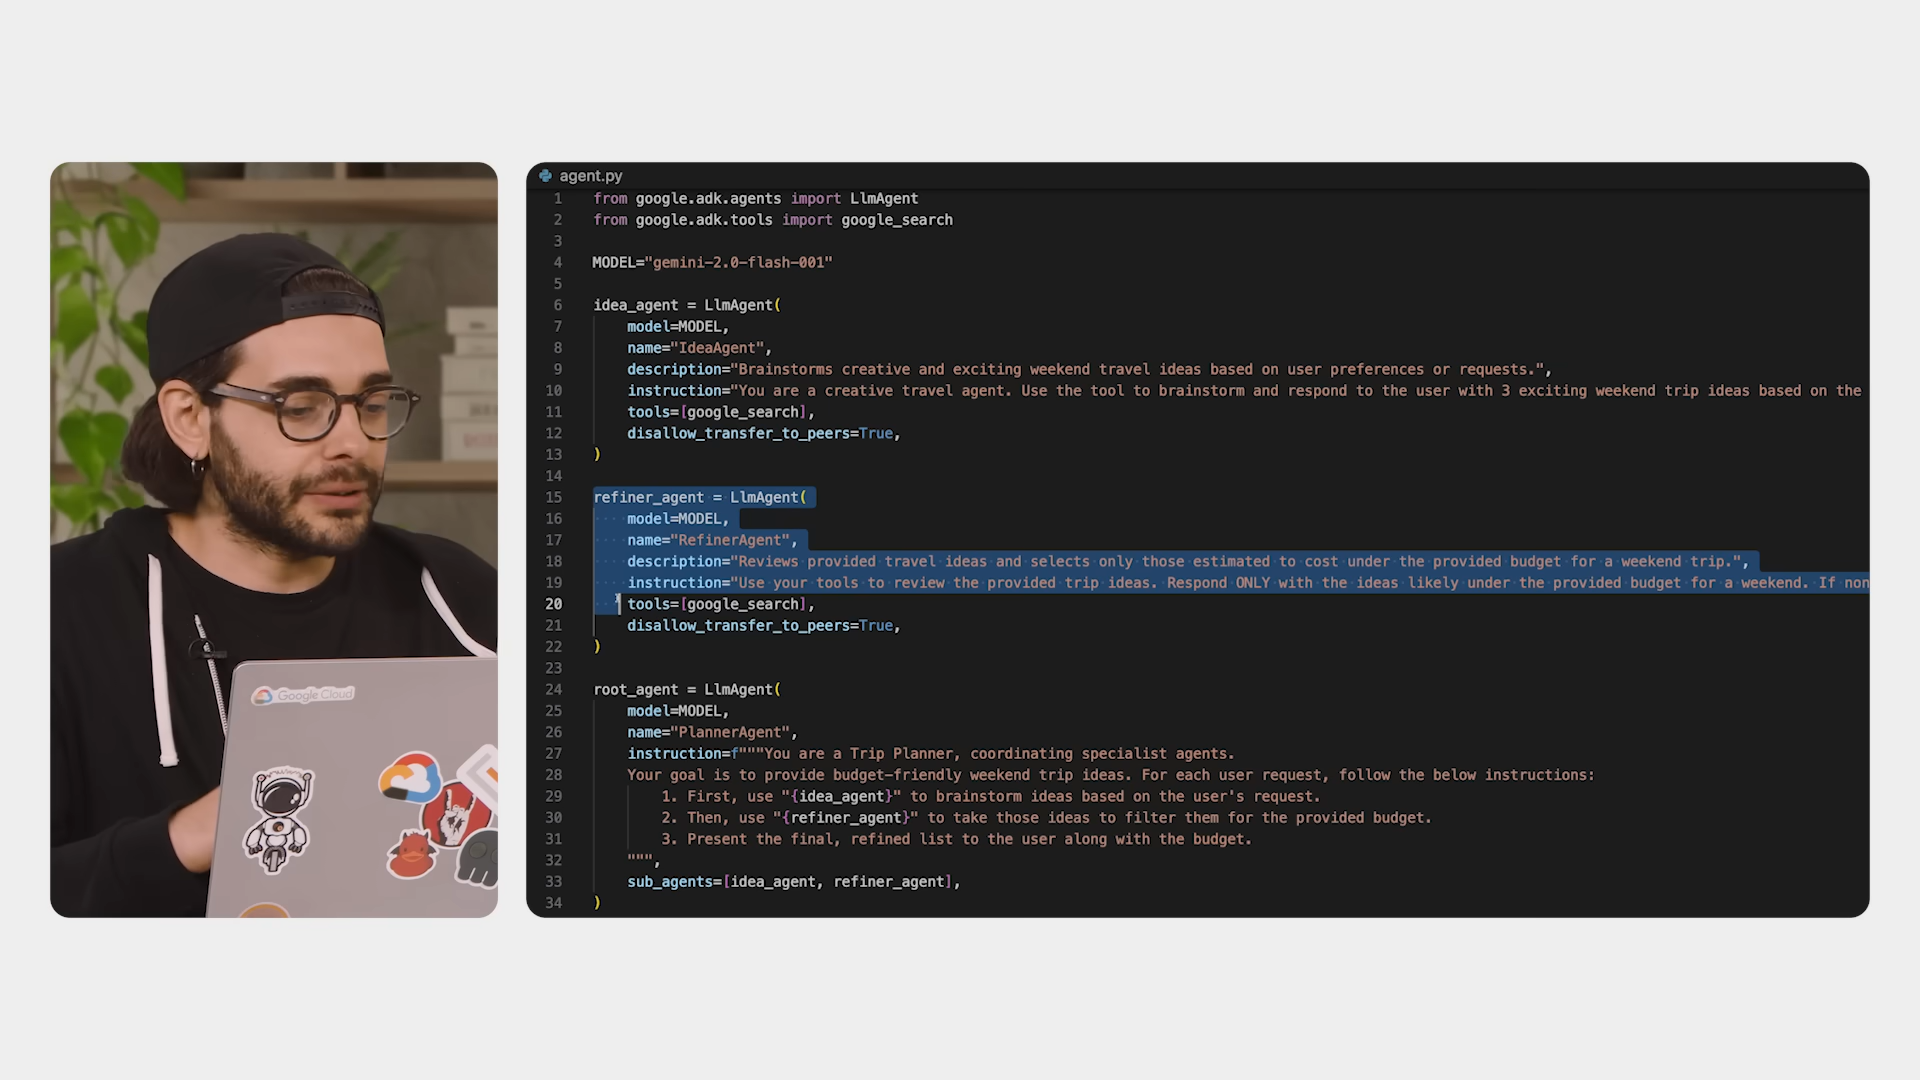 Google Cloud
agent.py
1 from google.adk.agents import LlmAgent
2 from google.adk.tools import google_search
3
4 MODEL="gemini-2.0-flash-001"
5
6 idea_agent = LlmAgent(
7 model=MODEL,
8 name="IdeaAgent",
9 description="Brainstorms creative and exciting weekend travel ideas based on user preferences or requests.",
10 instruction="You are a creative travel agent. Use the tool to brainstorm and respond to the user with 3 exciting weekend trip ideas based on the
11 tools=[google_search],
12 disallow_transfer_to_peers=True,
13 )
14
15 refiner_agent = LlmAgent(
16 model=MODEL,
17 name="RefinerAgent",
18 description="Reviews provided travel ideas and selects only those estimated to cost under the provided budget for a weekend trip.",
19 instruction="Use your tools to review the provided trip ideas. Respond ONLY with the ideas likely under the provided budget for a weekend. If non
20 tools=[google_search],
21 disallow_transfer_to_peers=True,
22 )
23
24 root_agent = LlmAgent(
25 model=MODEL,
26 name="PlannerAgent",
27 instruction=f"""You are a Trip Planner, coordinating specialist agents.
28 Your goal is to provide budget-friendly weekend trip ideas. For each user request, follow the below instructions:
29 1. First, use "{idea_agent}" to brainstorm ideas based on the user's request.
30 2. Then, use "{refiner_agent}" to take those ideas to filter them for the provided budget.
31 3. Present the final, refined list to the user along with the budget.
32 """,
33 sub_agents=[idea_agent, refiner_agent],
34 )